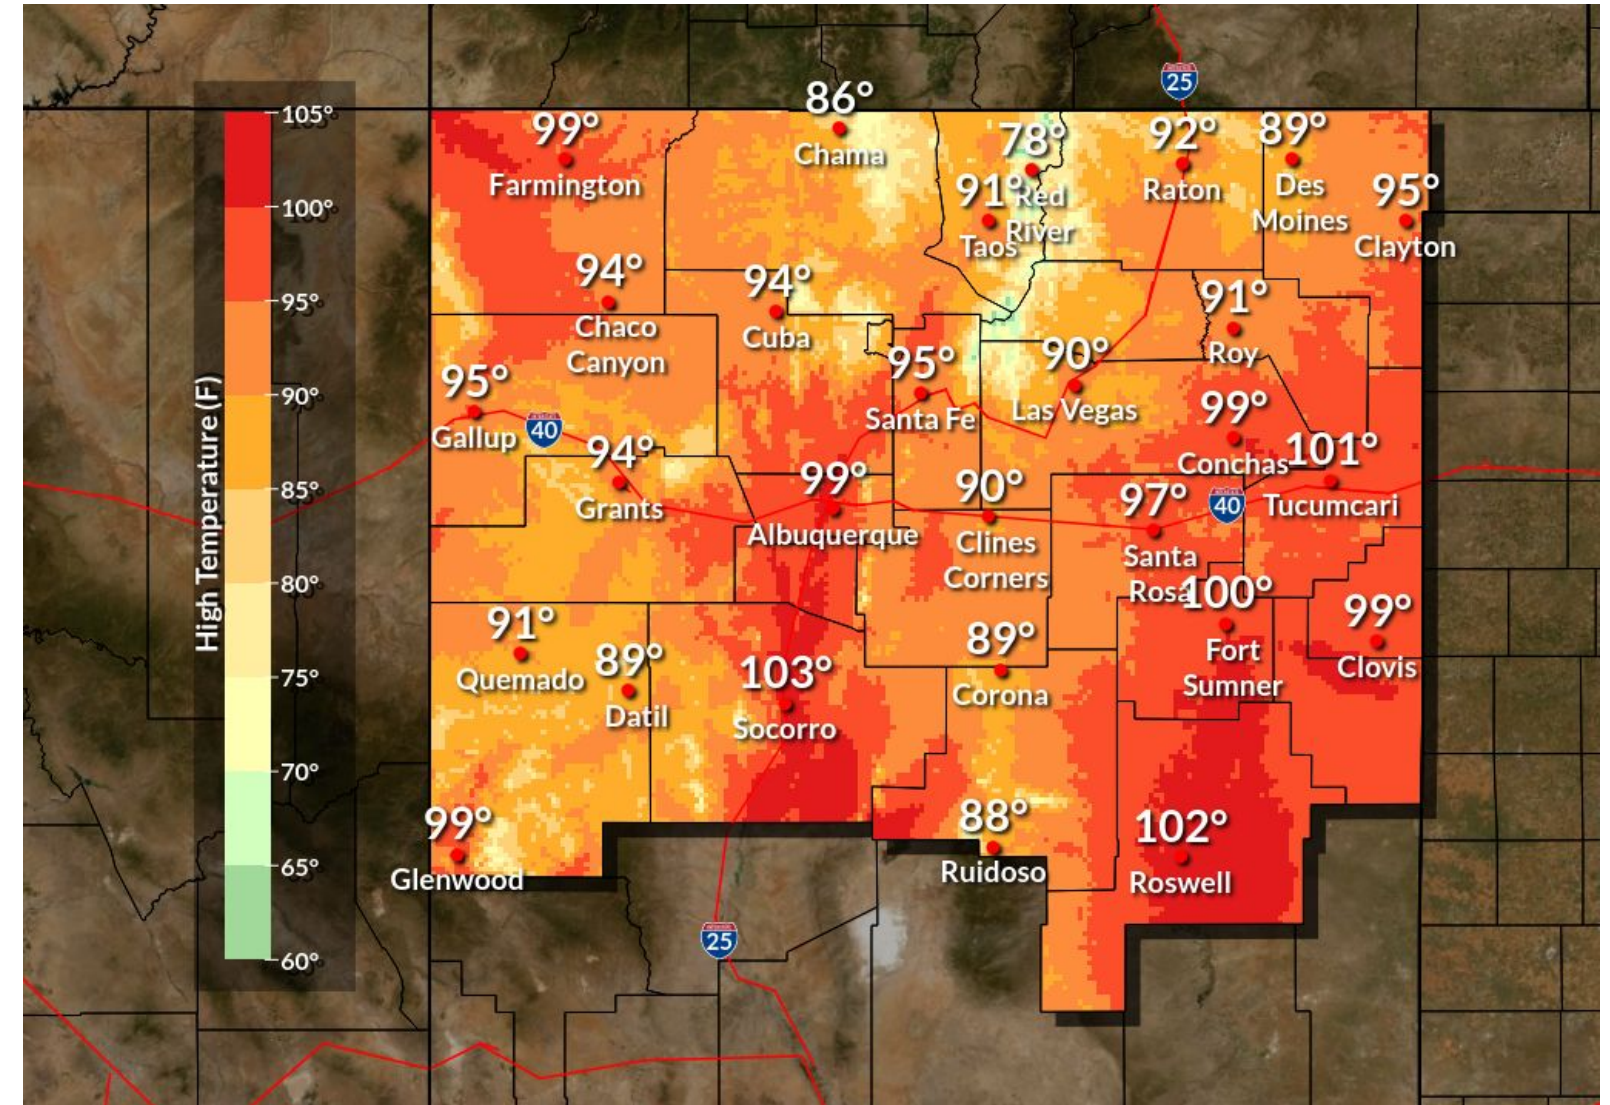 105°
100°
95°
90°
85°
80°
75°
70°
65°
60°
High Temperature (F)
25
86°
Chama
99°
Farmington
78°
Red
River
92°
Raton
89°
Des
Moines
91°
Taos
95°
Clayton
94°
Chaco
Canyon
94°
Cuba
91°
Roy
95°
Gallup
40
95°
Santa Fe
90°
Las Vegas
99°
Conchas
94°
Grants
99°
Albuquerque
90°
Clines
Corners
97°
Santa
Rosa
40
101°
Tucumcari
100°
Fort
Sumner
99°
Clovis
91°
Quemado
89°
Datil
103°
Socorro
89°
Corona
99°
Glenwood
88°
Ruidoso
102°
Roswell
25